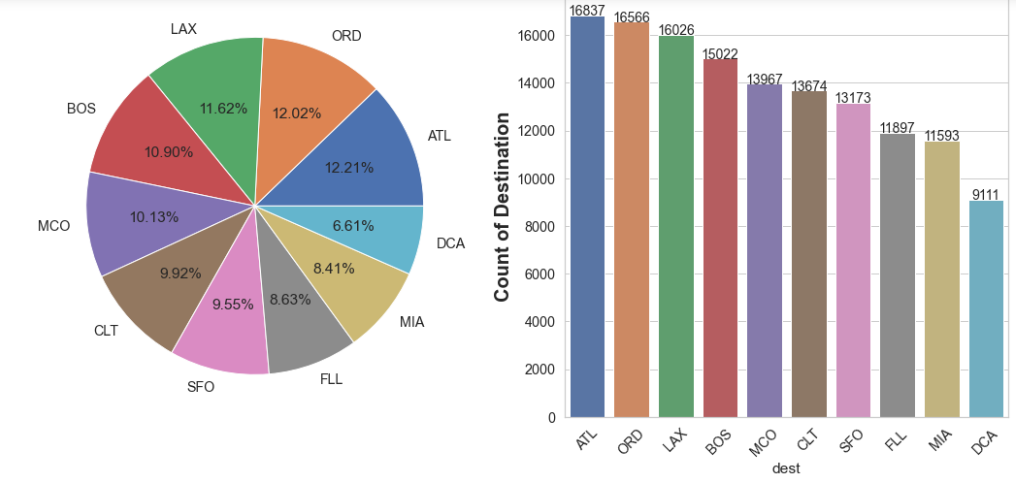 LAX
ORD
BOS
ATL
11.62%
12.02%
10.90%
12.21%
MCO
10.13%
6.61%
DCA
9.92%
8.41%
9.55%
8.63%
CLT
MIA
SFO
FLL
Count of Destination
16000
14000
12000
10000
8000
6000
4000
2000
0
16837
16566
16026
15022
13967
13674
13173
11897
11593
9111
ATL
ORD
LAX
BOS
MCO
CLT
SFO
FLL
MIA
DCA
dest